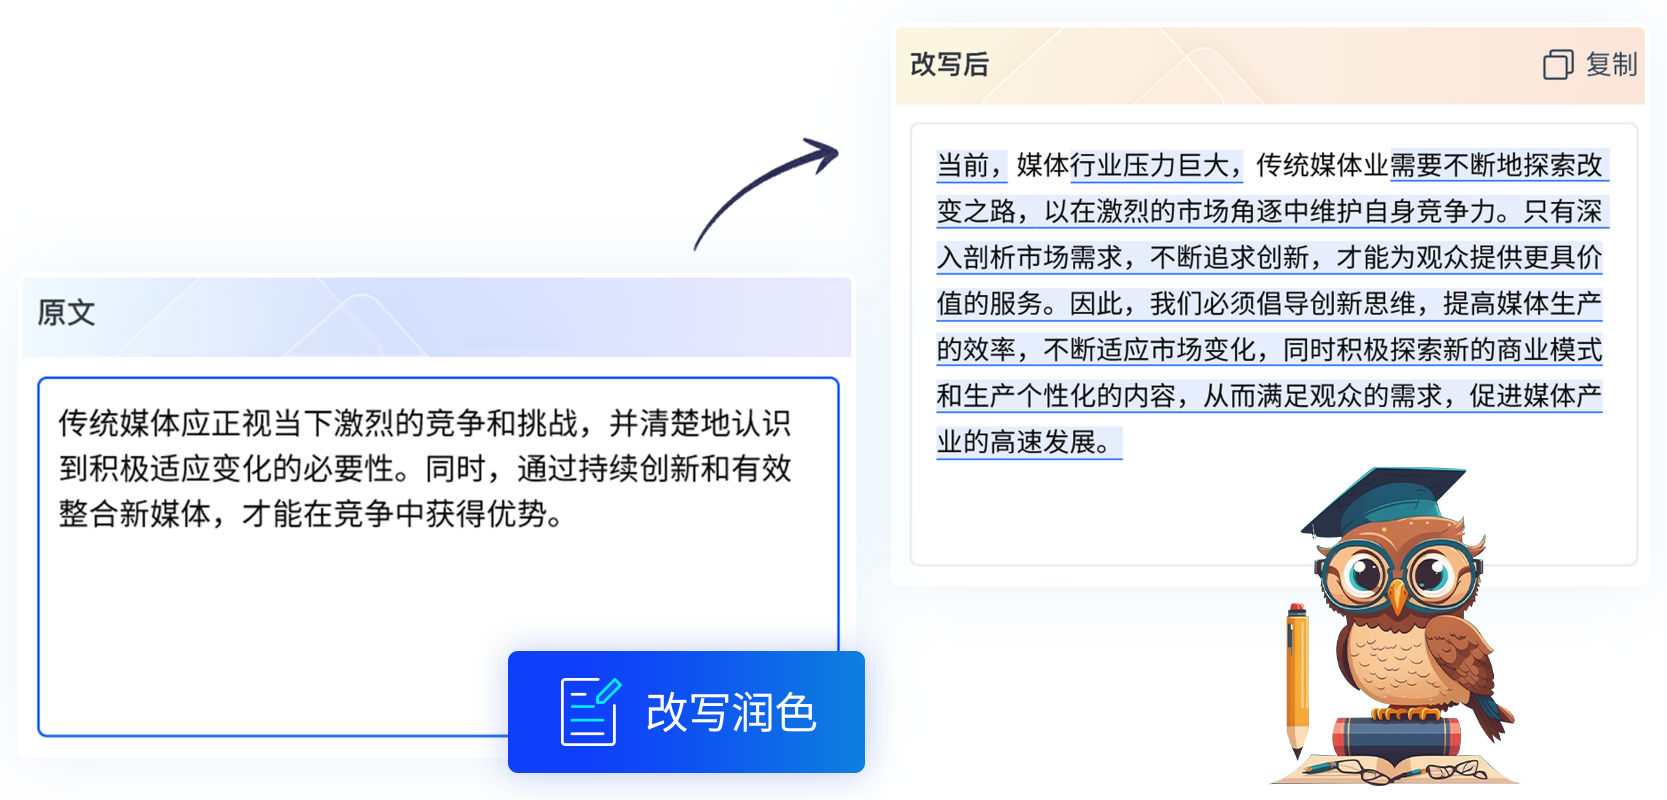 原文
传统媒体应正视当下激烈的竞争和挑战，并清楚地认识
到积极适应变化的必要性。同时，通过持续创新和有效
整合新媒体，才能在竞争中获得优势。
改写润色
改写后
复制
当前，媒体行业压力巨大，传统媒体业需要不断地探索改
变之路，以在激烈的市场角逐中维护自身竞争力。只有深
入剖析市场需求，不断追求创新，才能为观众提供更具价
值的服务。因此，我们必须倡导创新思维，提高媒体生产
的效率，不断适应市场变化，同时积极探索新的商业模式
和生产个性化的内容，从而满足观众的需求，促进媒体产
业的高速发展。